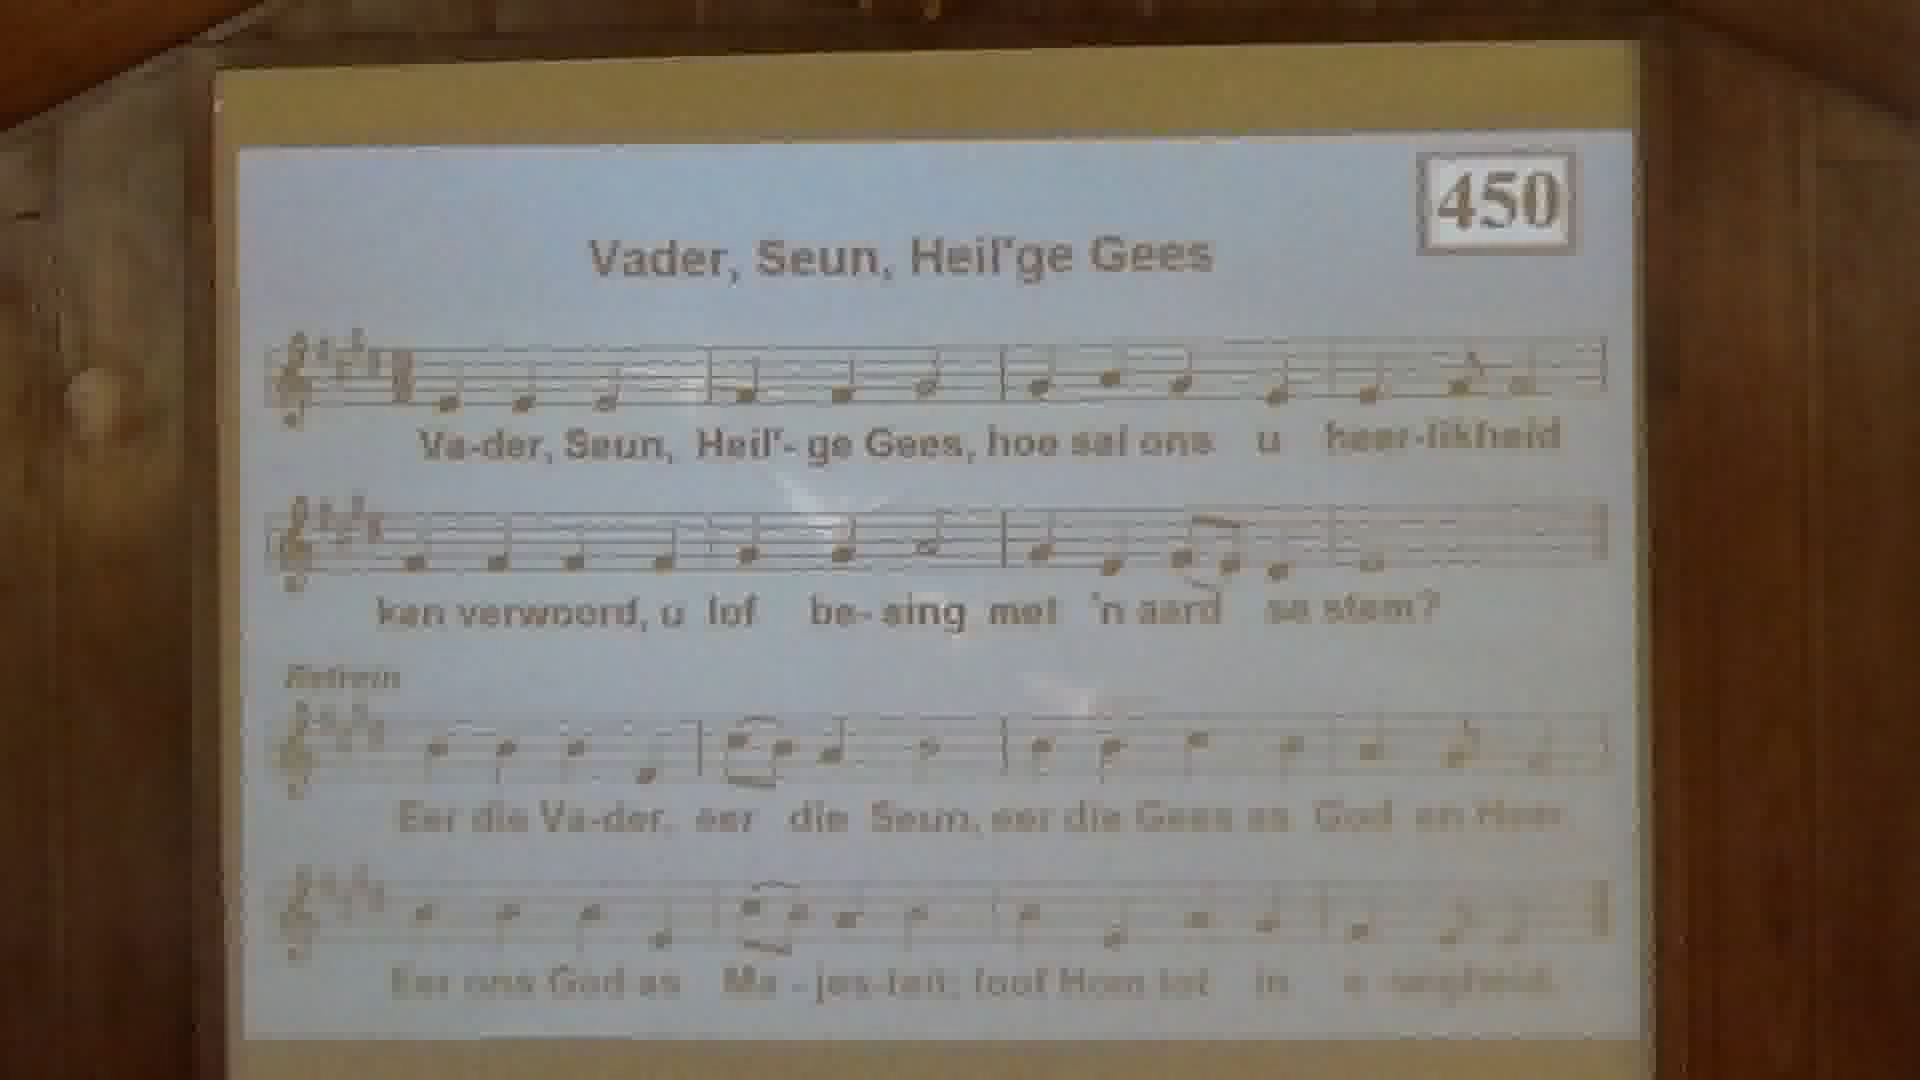 450
Vader, Seun, Heil'ge Gees
Va-der, Seun, Heil'- ge Gees, hoe sal ons u heer-likheid
kan verwoord, u lof be- sing met 'n aard se stem?
Refrein
Eer die Va-der, eer die Seun, eer die Gees as God en Heer.
Eer ons God as Ma - jes-teit; loof Hom tot in e - wigheid.